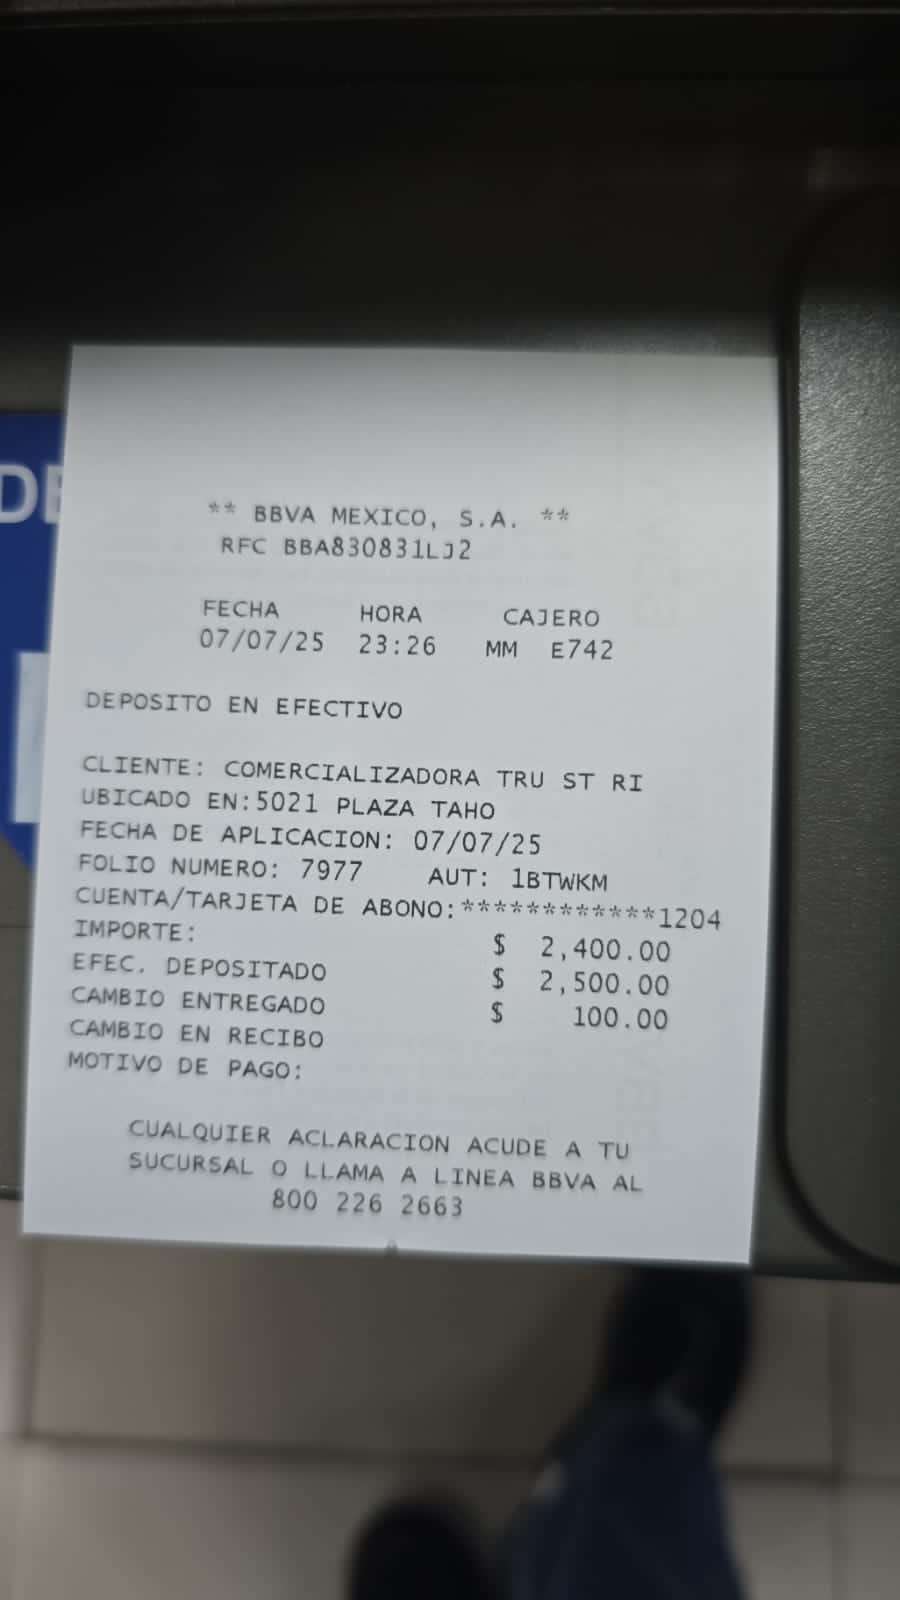 DE
** BBVA MEXICO, S.A. **
RFC BBA830831LJ2
FECHA HORA CAJERO
07/07/25 23:26 MM E742
DEPOSITO EN EFECTIVO
CLIENTE: COMERCIALIZADORA TRU ST RI
UBICADO EN:5021 PLAZA TAHO
FECHA DE APLICACION: 07/07/25
FOLIO NUMERO: 7977 AUT: 1BTWKM
CUENTA/TARJETA DE ABONO:************1204
IMPORTE: $ 2,400.00
EFEC. DEPOSITADO $ 2,500.00
CAMBIO ENTREGADO $ 100.00
CAMBIO EN RECIBO
MOTIVO DE PAGO:
CUALQUIER ACLARACION ACUDE A TU
SUCURSAL O LLAMA A LINEA BBVA AL
800 226 2663